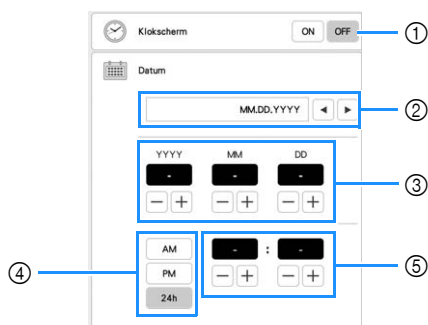 Klokscherm ON OFF ①
Datum
MM.DD.YYYY ◄ ► ②
YYYY MM DD
- - - ③
− + − + − +
④ AM - : - ⑤
PM − + − +
24h